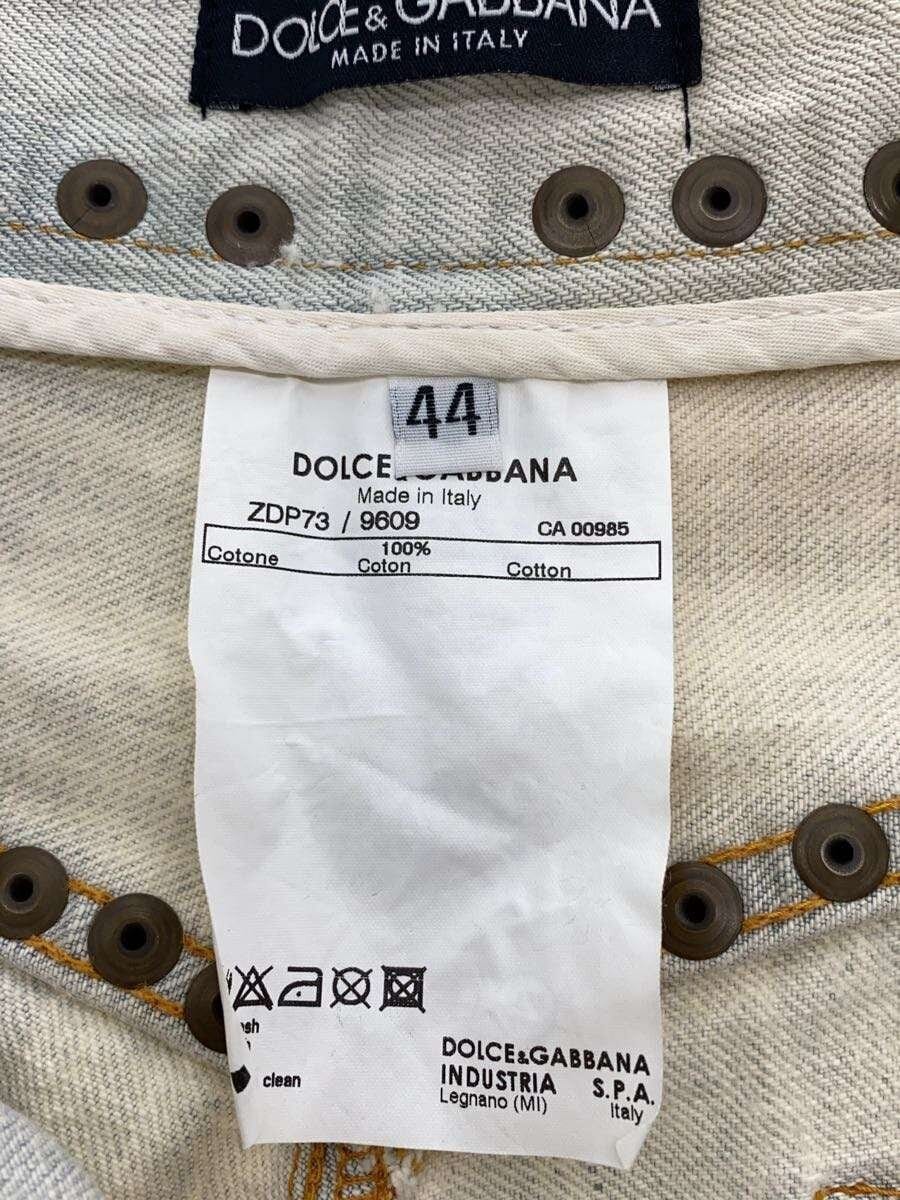 DOLCE & GABBANA
MADE IN ITALY
44
DOLCE GABBANA
Made in Italy
ZDP73 / 9609
CA 00985
100%
Cotone Coton Cotton
clean
DOLCE&GABBANA
INDUSTRIA S.P.A.
Legnano (MI) Italy